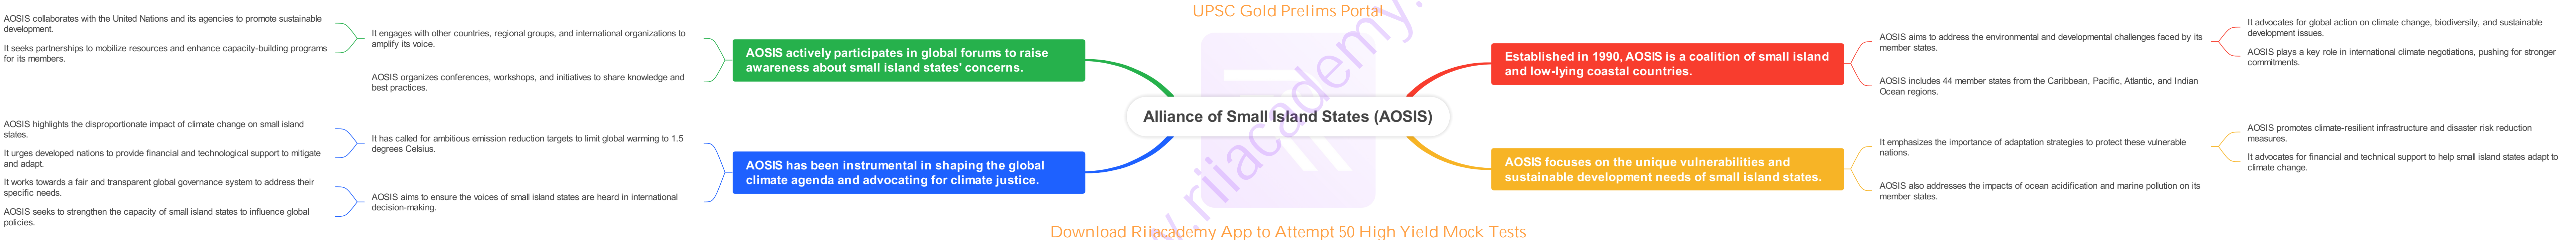 UPSC Gold Prelims Portal
Alliance of Small Island States (AOSIS)
Established in 1990, AOSIS is a coalition of small island
and low-lying coastal countries.
AOSIS aims to address the environmental and developmental challenges faced by its
member states.
It advocates for global action on climate change, biodiversity, and sustainable
development issues.
AOSIS plays a key role in international climate negotiations, pushing for stronger
commitments.
AOSIS includes 44 member states from the Caribbean, Pacific, Atlantic, and Indian
Ocean regions.
AOSIS focuses on the unique vulnerabilities and
sustainable development needs of small island states.
It emphasizes the importance of adaptation strategies to protect these vulnerable
nations.
AOSIS promotes climate-resilient infrastructure and disaster risk reduction
measures.
It advocates for financial and technical support to help small island states adapt to
climate change.
AOSIS also addresses the impacts of ocean acidification and marine pollution on its
member states.
AOSIS actively participates in global forums to raise
awareness about small island states' concerns.
It engages with other countries, regional groups, and international organizations to
amplify its voice.
AOSIS collaborates with the United Nations and its agencies to promote sustainable
development.
It seeks partnerships to mobilize resources and enhance capacity-building programs
for its members.
AOSIS organizes conferences, workshops, and initiatives to share knowledge and
best practices.
AOSIS has been instrumental in shaping the global
climate agenda and advocating for climate justice.
It has called for ambitious emission reduction targets to limit global warming to 1.5
degrees Celsius.
AOSIS highlights the disproportionate impact of climate change on small island
states.
It urges developed nations to provide financial and technological support to mitigate
and adapt.
AOSIS aims to ensure the voices of small island states are heard in international
decision-making.
It works towards a fair and transparent global governance system to address their
specific needs.
AOSIS seeks to strengthen the capacity of small island states to influence global
policies.
Download Riiacademy App to Attempt 50 High Yield Mock Tests